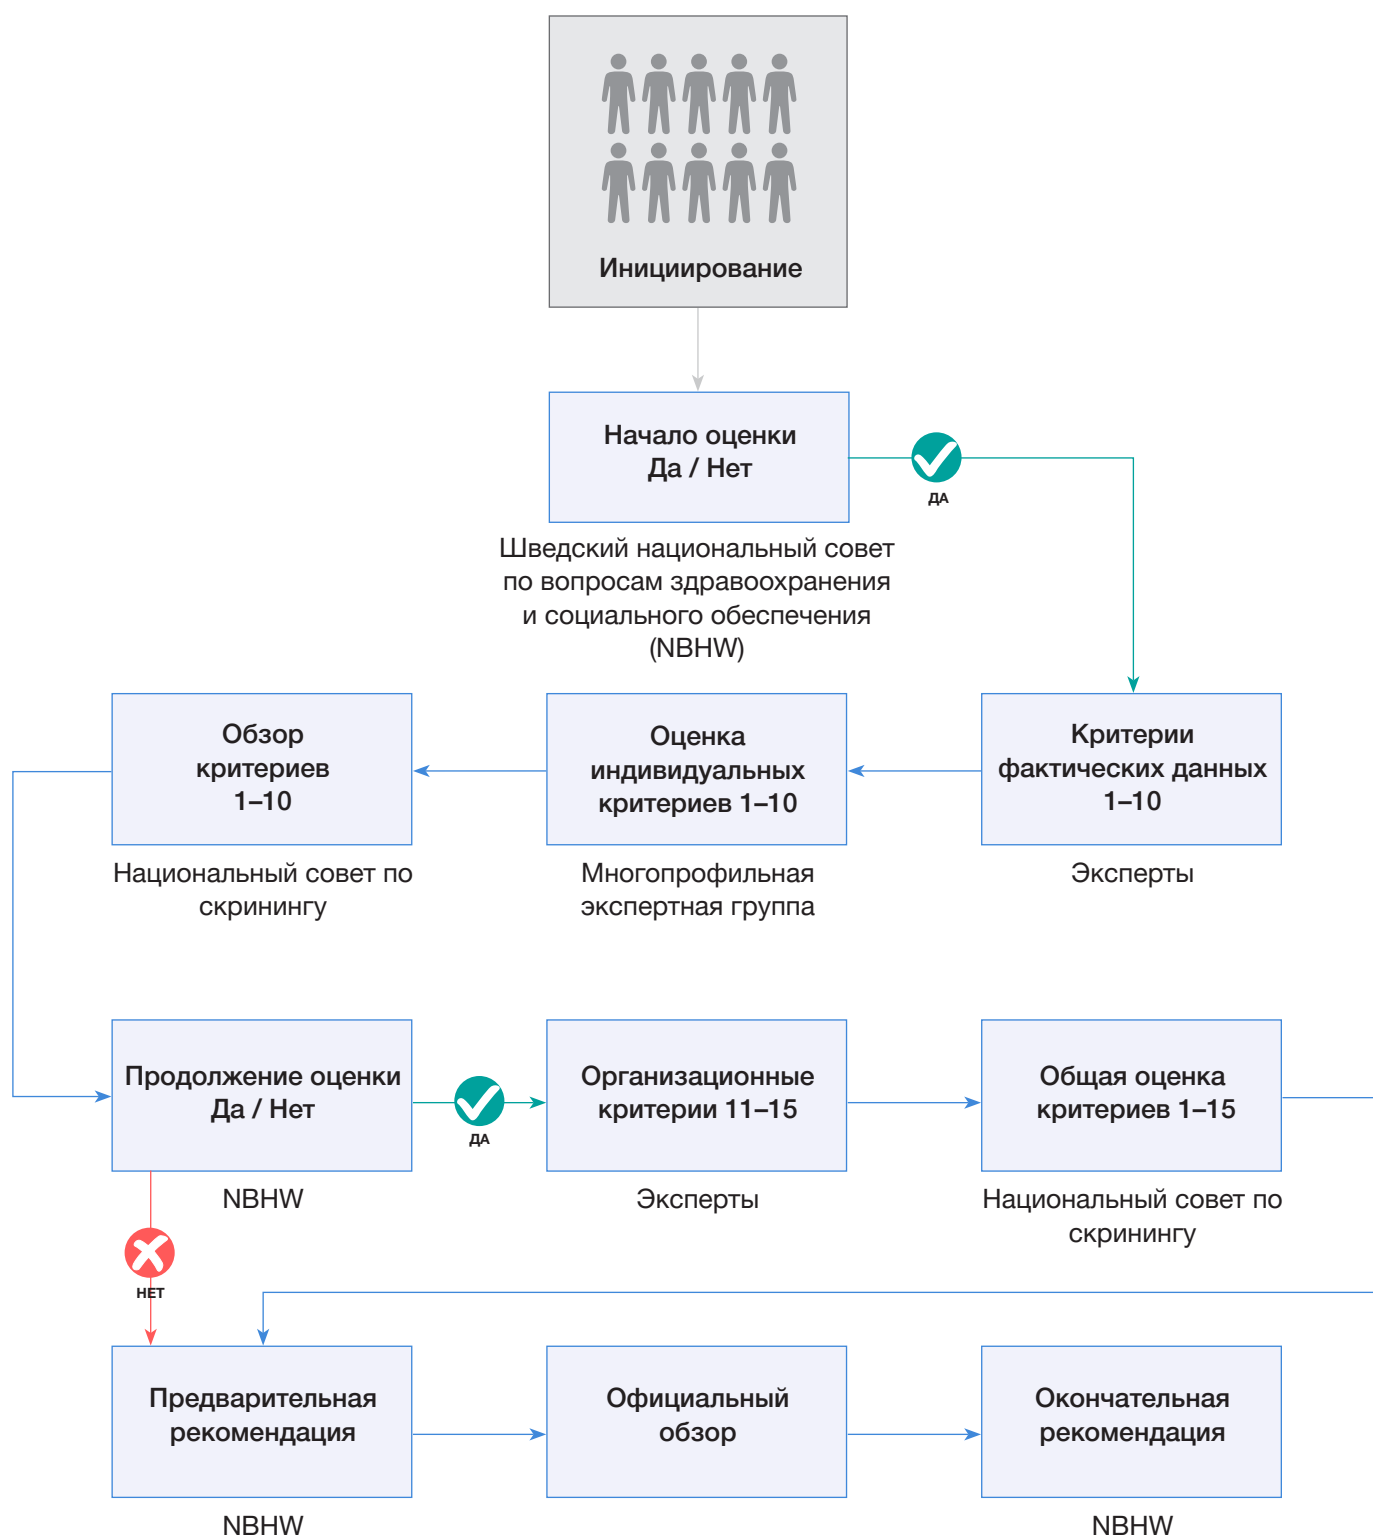 Инициирование
Начало оценки
Да / Нет
ДА
Шведский национальный совет
по вопросам здравоохранения
и социального обеспечения
(NBHW)
Обзор
критериев
1–10
Оценка
индивидуальных
критериев 1–10
Критерии
фактических данных
1–10
Национальный совет по
скринингу
Многопрофильная
экспертная группа
Эксперты
Продолжение оценки
Да / Нет
ДА
Организационные
критерии 11–15
Общая оценка
критериев 1–15
NBHW
Эксперты
Национальный совет по
скринингу
НЕТ
Предварительная
рекомендация
Официальный
обзор
Окончательная
рекомендация
NBHW
NBHW